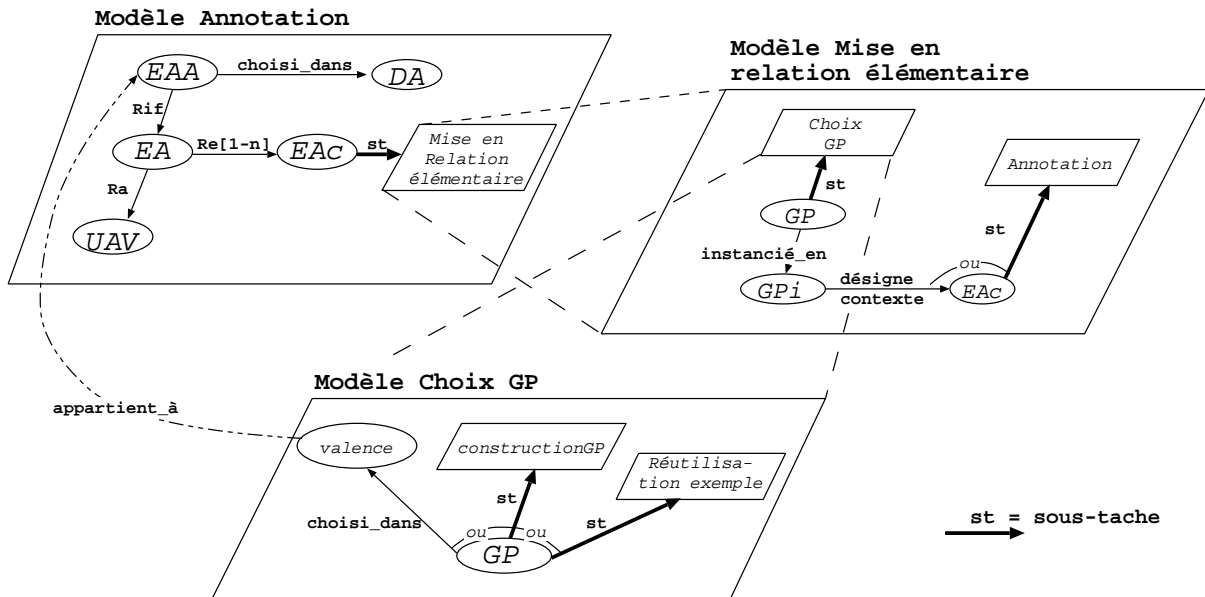 Modèle Annotation
EAA
choisi_dans
DA
Rif
EA
Re[1-n]
EAc
st
Mise en
Relation
élémentaire
Ra
UAV
Modèle Mise en
relation élémentaire
Choix
GP
Annotation
st
GP
st
instancié_en
ou
GPi
désigne
contexte
EAc
Modèle Choix GP
appartient_à
valence
constructionGP
Réutilisa-
tion exemple
st
choisi_dans
st
ou
ou
GP
st = sous-tache